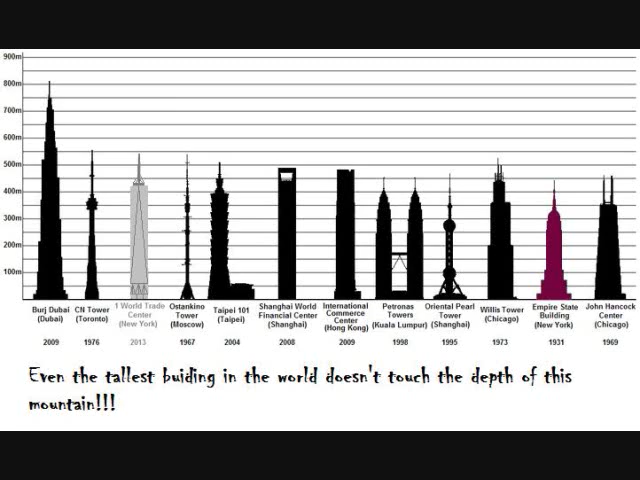 900m
800m
700m
600m
500m
400m
300m
200m
100m
Burj Dubai
(Dubai)
2009
CN Tower
(Toronto)
1976
1 World Trade
Center
(New York)
2013
Ostankino
Tower
(Moscow)
1967
Taipei 101
(Taipei)
2004
Shanghai World
Financial Center
(Shanghai)
2008
International
Commerce
Center
(Hong Kong)
2009
Petronas
Towers
(Kuala Lumpur)
1998
Oriental Pearl
Tower
(Shanghai)
1995
Willis Tower
(Chicago)
1973
Empire State
Building
(New York)
1931
John Hancock
Center
(Chicago)
1969
Even the tallest buiding in the world doesn't touch the depth of this
mountain!!!